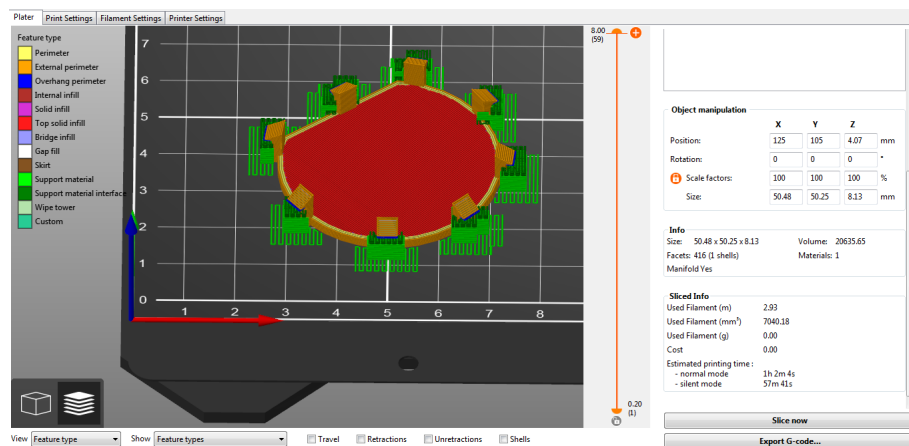 Plater Print Settings Filament Settings Printer Settings
Feature type
Perimeter
External perimeter
Overhang perimeter
Internal infill
Solid infill
Top solid infill
Bridge infill
Gap fill
Skirt
Support material
Support material interface
Wipe tower
Custom
7
6
5
4
3
2
1
0
1 2 3 4 5 6 7 8
8.00
(59)
0.20
(1)
Object manipulation
X Y Z
Position: 125 105 4.07 mm
Rotation: 0 0 0 °
Scale factors: 100 100 100 %
Size: 50.48 50.25 8.13 mm
Info
Size: 50.48 x 50.25 x 8.13 Volume: 20635.65
Facets: 416 (1 shells) Materials: 1
Manifold Yes
Sliced Info
Used Filament (m) 2.93
Used Filament (mm³) 7040.18
Used Filament (g) 0.00
Cost 0.00
Estimated printing time :
- normal mode 1h 2m 4s
- silent mode 57m 41s
Slice now
Export G-code...
View Feature type Show Feature types Travel Retractions Unretractions Shells